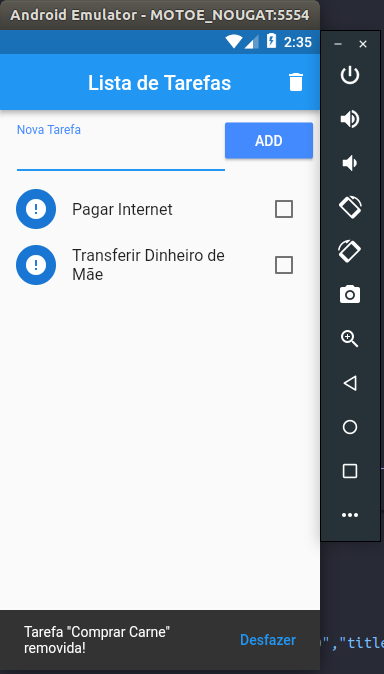 Android Emulator - MOTOE_NOUGAT:5554
2:35
Lista de Tarefas
Nova Tarefa
ADD
Pagar Internet
Transferir Dinheiro de
Mãe
Tarefa "Comprar Carne"
removida!
Desfazer
","title